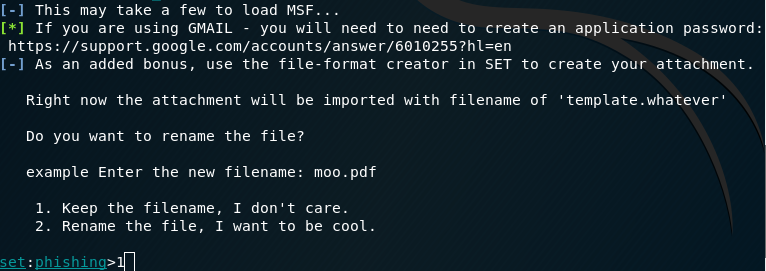 [-] This may take a few to load MSF...
[*] If you are using GMAIL - you will need to need to create an application password:
https://support.google.com/accounts/answer/6010255?hl=en
[-] As an added bonus, use the file-format creator in SET to create your attachment.
Right now the attachment will be imported with filename of 'template.whatever'
Do you want to rename the file?
example Enter the new filename: moo.pdf
1. Keep the filename, I don't care.
2. Rename the file, I want to be cool.
set:phishing>1